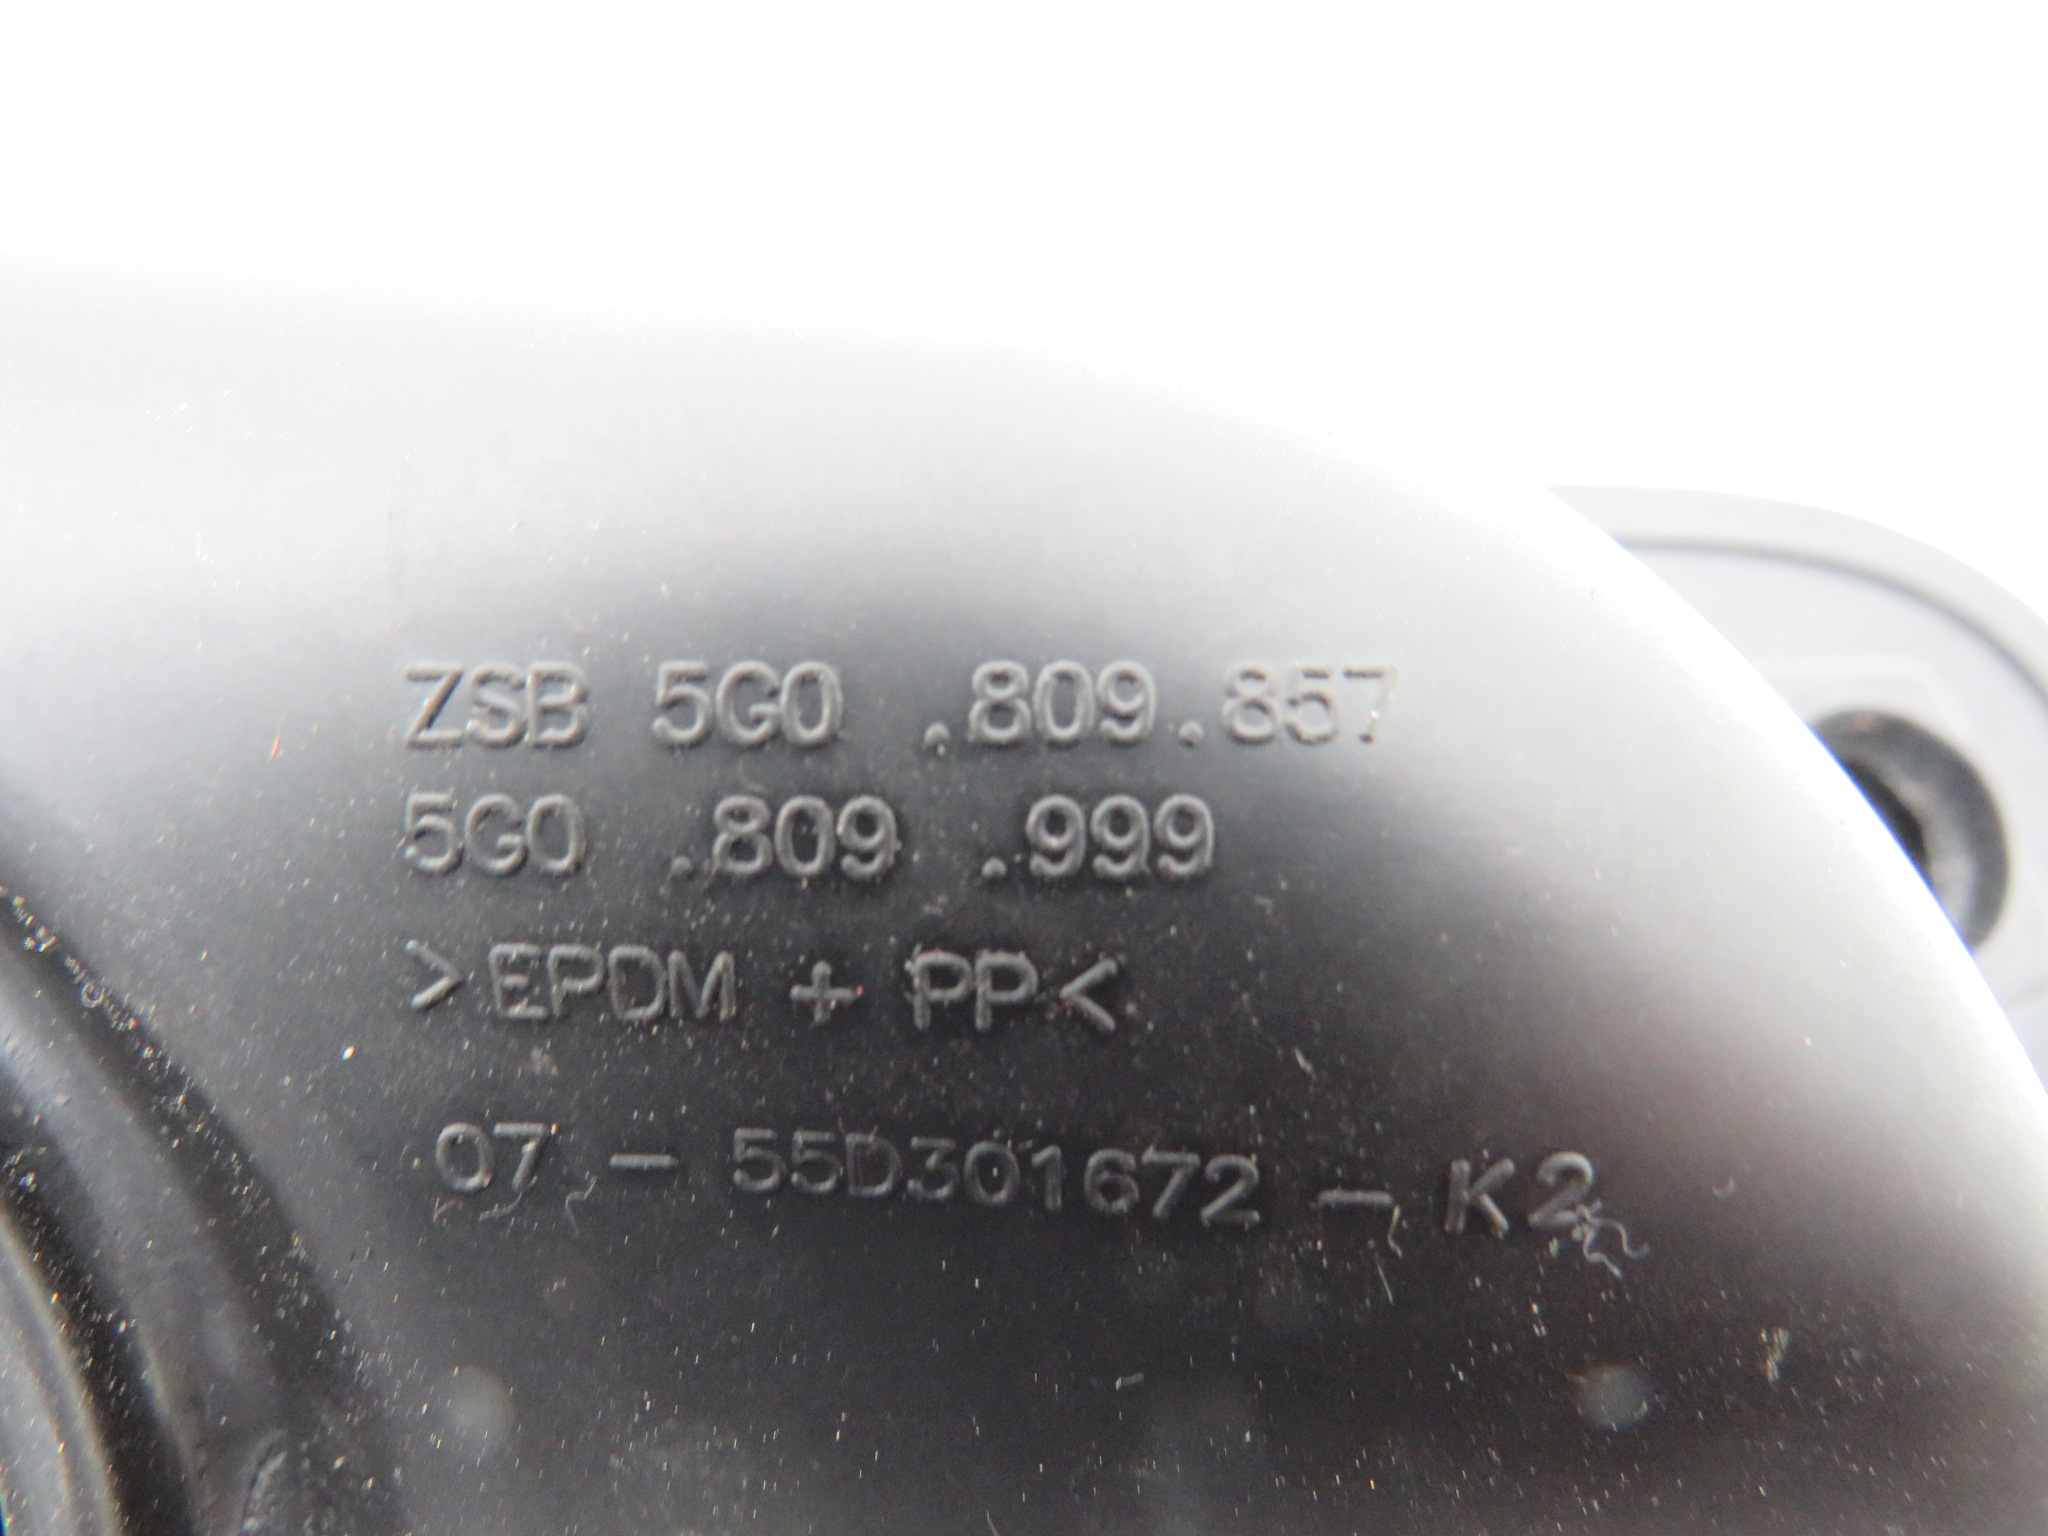 ZSB 5G0 .809.857
5G0 .809 .999
>EPDM + PP<
07 - 55D301672 - K2